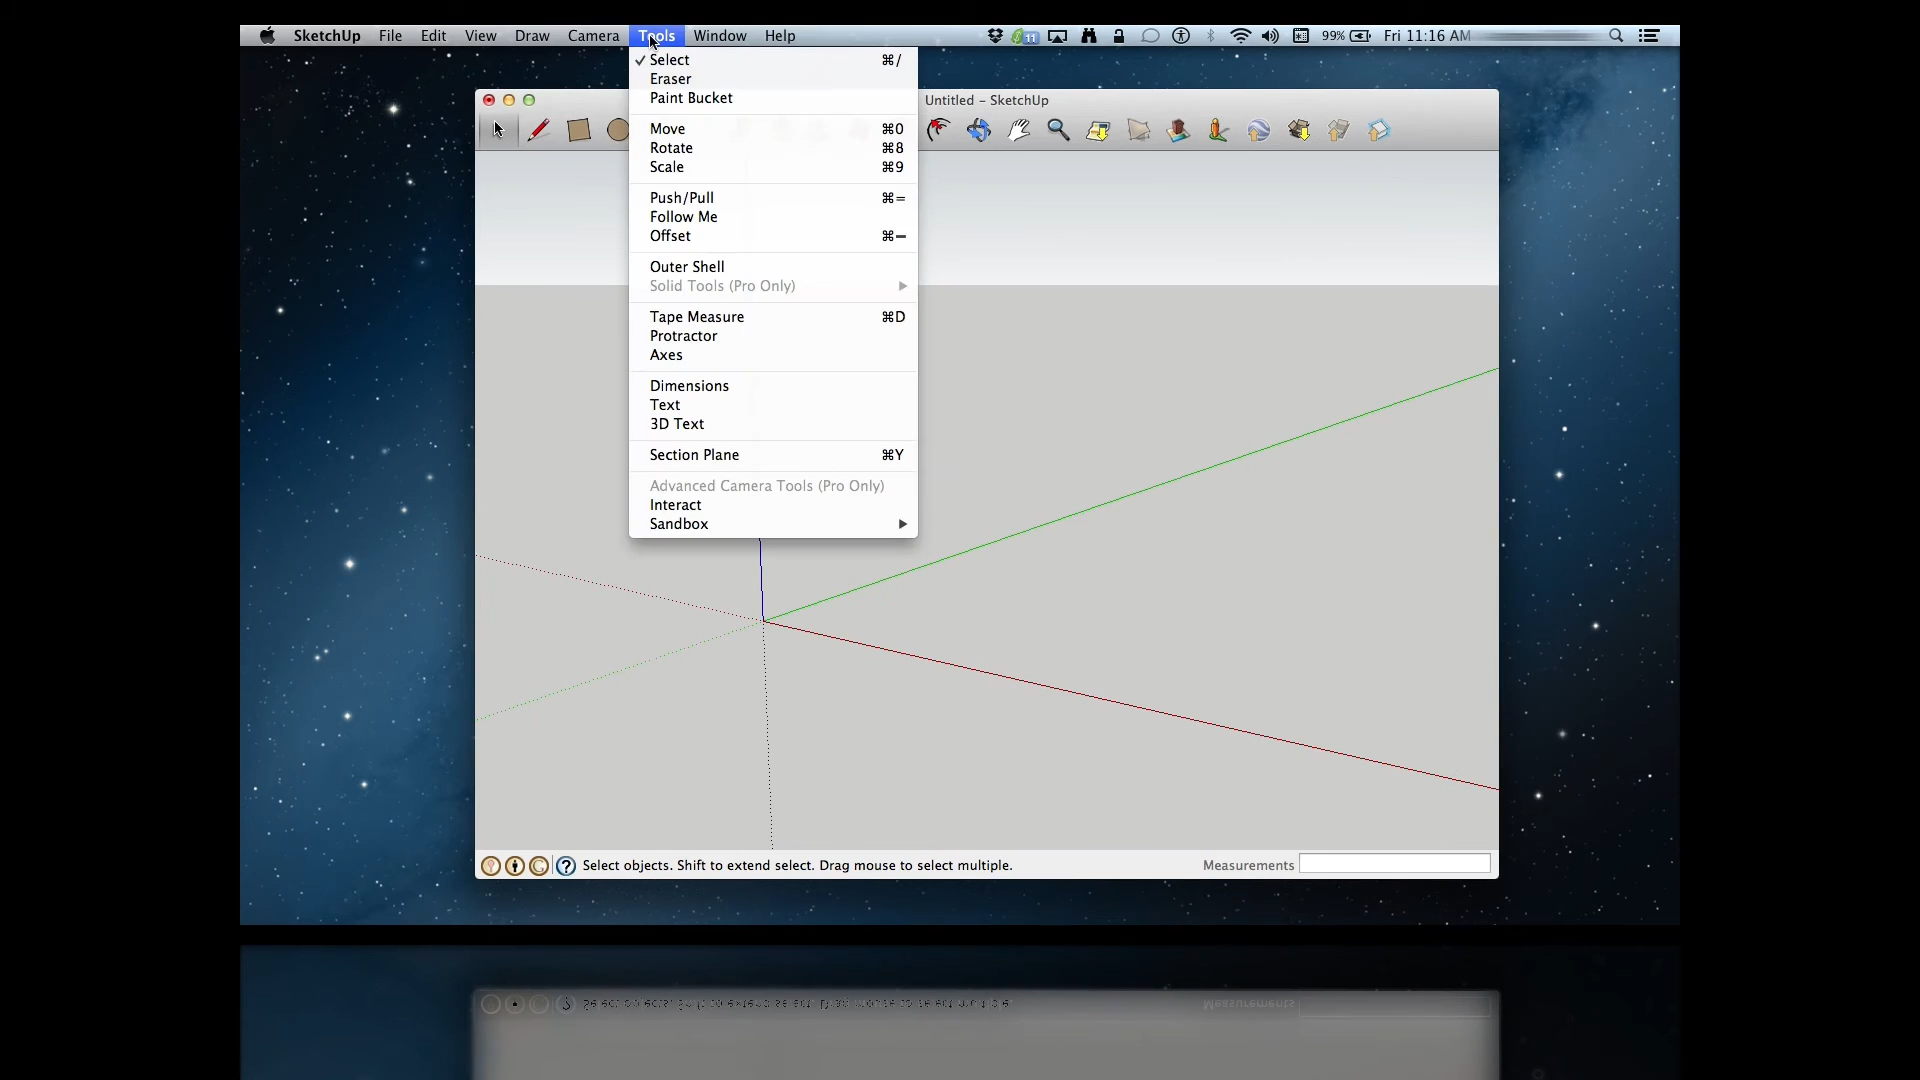 SketchUp File Edit View Draw Camera Tools Window Help 11 99% Fri 11:16 AM
Untitled - SketchUp
✓ Select ⌘/
Eraser
Paint Bucket
Move ⌘0
Rotate ⌘8
Scale ⌘9
Push/Pull ⌘=
Follow Me
Offset ⌘-
Outer Shell
Solid Tools (Pro Only) ▶
Tape Measure ⌘D
Protractor
Axes
Dimensions
Text
3D Text
Section Plane ⌘Y
Advanced Camera Tools (Pro Only)
Interact
Sandbox ▶
Select objects. Shift to extend select. Drag mouse to select multiple. Measurements